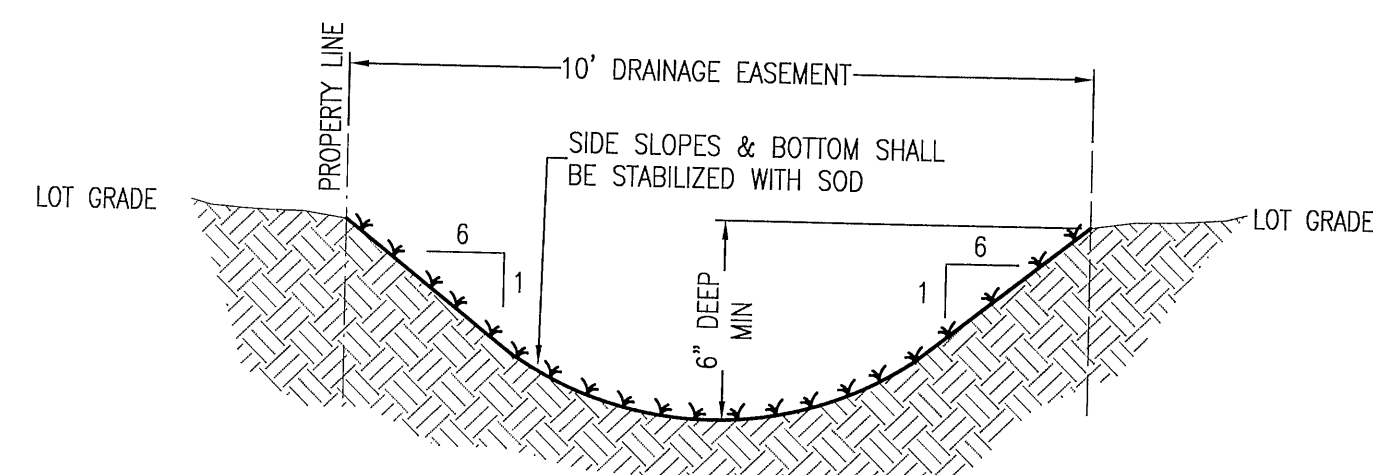 PROPERTY LINE
10' DRAINAGE EASEMENT
SIDE SLOPES & BOTTOM SHALL
BE STABILIZED WITH SOD
LOT GRADE
LOT GRADE
6
1
6" DEEP
MIN
6
1